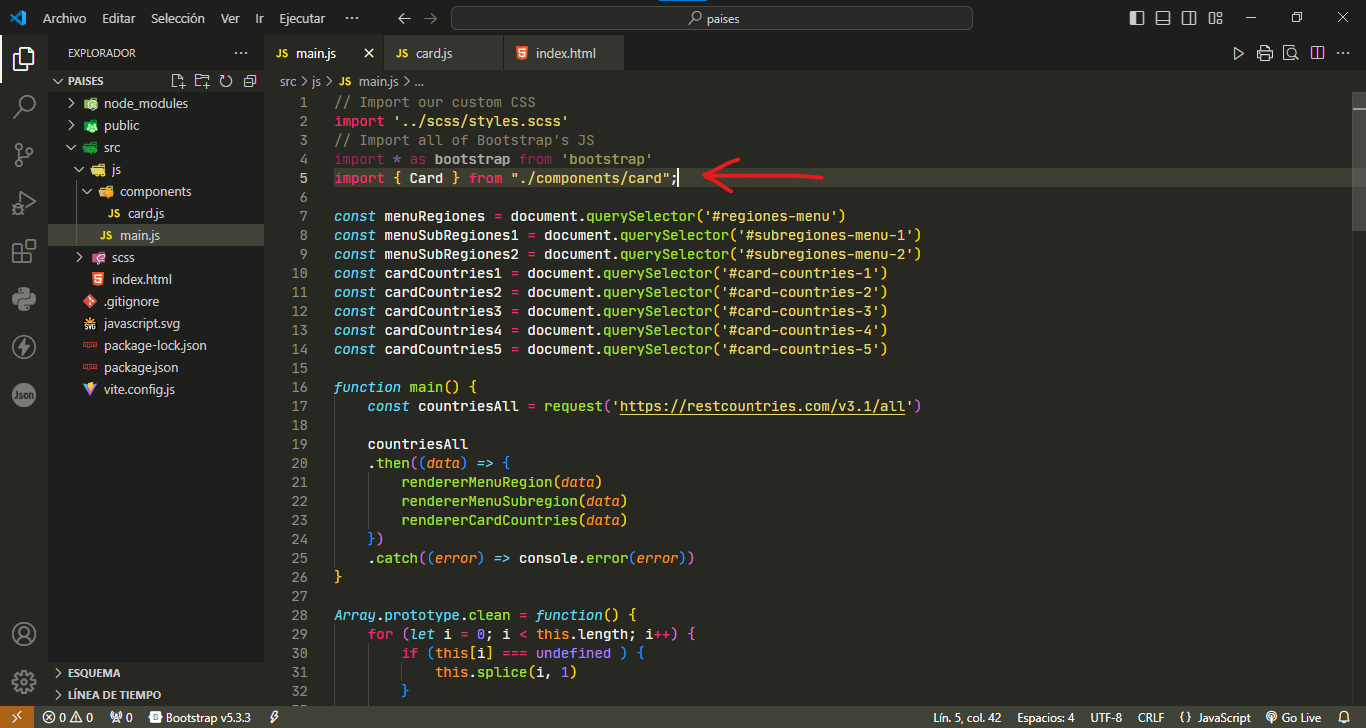 Archivo Editar Selección Ver Ir Ejecutar ··· paises
EXPLORADOR ···
JS main.js JS card.js index.html
PAISES
src > js > JS main.js > ...
node_modules
public
src
js
components
JS card.js
JS main.js
scss
index.html
.gitignore
javascript.svg
package-lock.json
package.json
vite.config.js
Json
ESQUEMA
LÍNEA DE TIEMPO
1 // Import our custom CSS
2 import '../scss/styles.scss'
3 // Import all of Bootstrap's JS
4 import * as bootstrap from 'bootstrap'
5 import { Card } from "./components/card";
6
7 const menuRegiones = document.querySelector('#regiones-menu')
8 const menuSubRegiones1 = document.querySelector('#subregiones-menu-1')
9 const menuSubRegiones2 = document.querySelector('#subregiones-menu-2')
10 const cardCountries1 = document.querySelector('#card-countries-1')
11 const cardCountries2 = document.querySelector('#card-countries-2')
12 const cardCountries3 = document.querySelector('#card-countries-3')
13 const cardCountries4 = document.querySelector('#card-countries-4')
14 const cardCountries5 = document.querySelector('#card-countries-5')
15
16 function main() {
17 const countriesAll = request('https://restcountries.com/v3.1/all')
18
19 countriesAll
20 .then((data) => {
21 rendererMenuRegion(data)
22 rendererMenuSubregion(data)
23 rendererCardCountries(data)
24 })
25 .catch((error) => console.error(error))
26 }
27
28 Array.prototype.clean = function() {
29 for (let i = 0; i < this.length; i++) {
30 if (this[i] === undefined ) {
31 this.splice(i, 1)
32 }
0 0 0 Bootstrap v5.3.3 Lín. 5, col. 42 Espacios: 4 UTF-8 CRLF {} JavaScript Go Live